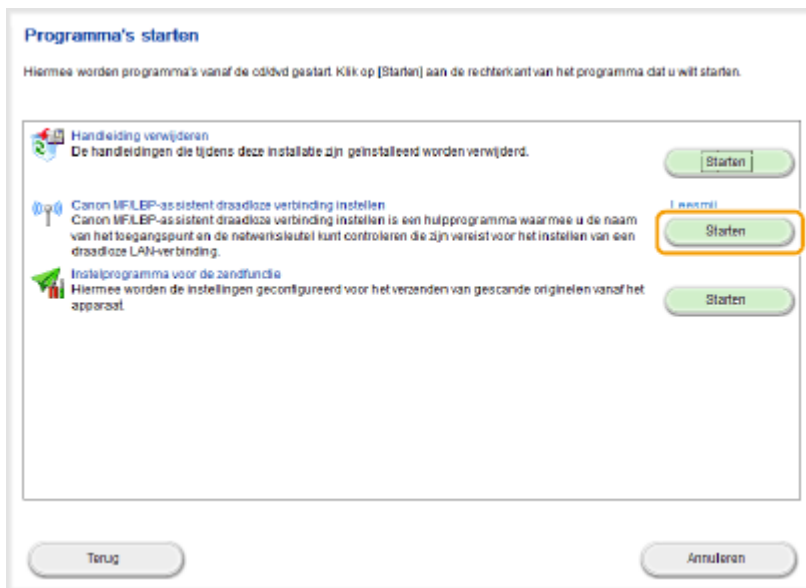 Programma's starten
Hiermee worden programma's vanaf de cd/dvd gestart. Klik op [Starten] aan de rechterkant van het programma dat u wilt starten.
Handleiding verwijderen
De handleidingen die tijdens deze installatie zijn geïnstalleerd worden verwijderd.
Starten
Canon MF/LBP-assistent draadloze verbinding instellen
Leesmij
Canon MF/LBP-assistent draadloze verbinding instellen is een hulpprogramma waarmee u de naam
van het toegangspunt en de netwerksleutel kunt controleren die zijn vereist voor het instellen van een
draadloze LAN-verbinding.
Starten
Instelprogramma voor de zendfunctie
Hiermee worden de instellingen geconfigureerd voor het verzenden van gescande originelen vanaf het
apparaat.
Starten
Terug
Annuleren